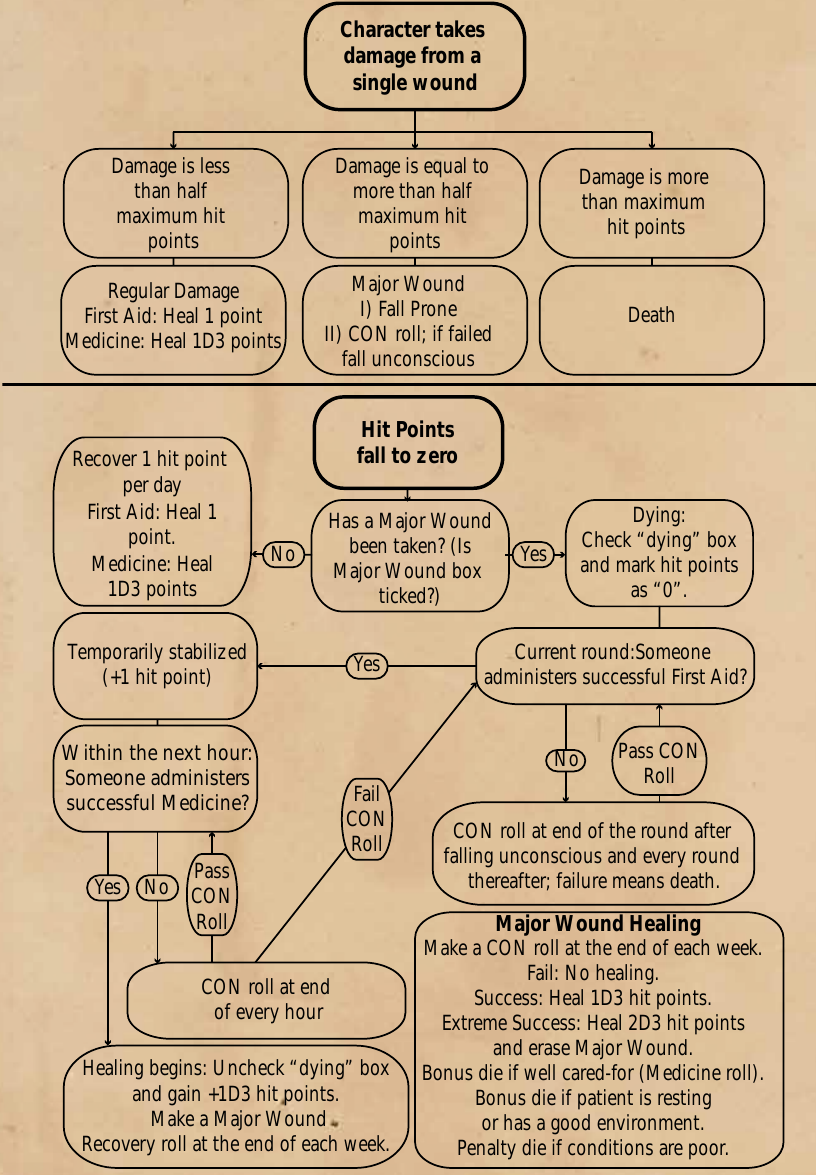 Character takes
damage from a
single wound
Damage is less
than half
maximum hit
points
Damage is equal to
more than half
maximum hit
points
Damage is more
than maximum
hit points
Regular Damage
First Aid: Heal 1 point
Medicine: Heal 1D3 points
Major Wound
I) Fall Prone
II) CON roll; if failed
fall unconscious
Death
Hit Points
fall to zero
Recover 1 hit point
per day
First Aid: Heal 1
point.
Medicine: Heal
1D3 points
No
Has a Major Wound
been taken? (Is
Major Wound box
ticked?)
Yes
Dying:
Check “dying” box
and mark hit points
as “0”.
Temporarily stabilized
(+1 hit point)
Yes
Current round:Someone
administers successful First Aid?
Within the next hour:
Someone administers
successful Medicine?
Fail
CON
Roll
No
Pass CON
Roll
CON roll at end of the round after
falling unconscious and every round
thereafter; failure means death.
Yes
No
Pass
CON
Roll
CON roll at end
of every hour
Healing begins: Uncheck “dying” box
and gain +1D3 hit points.
Make a Major Wound
Recovery roll at the end of each week.
Major Wound Healing
Make a CON roll at the end of each week.
Fail: No healing.
Success: Heal 1D3 hit points.
Extreme Success: Heal 2D3 hit points
and erase Major Wound.
Bonus die if well cared-for (Medicine roll).
Bonus die if patient is resting
or has a good environment.
Penalty die if conditions are poor.